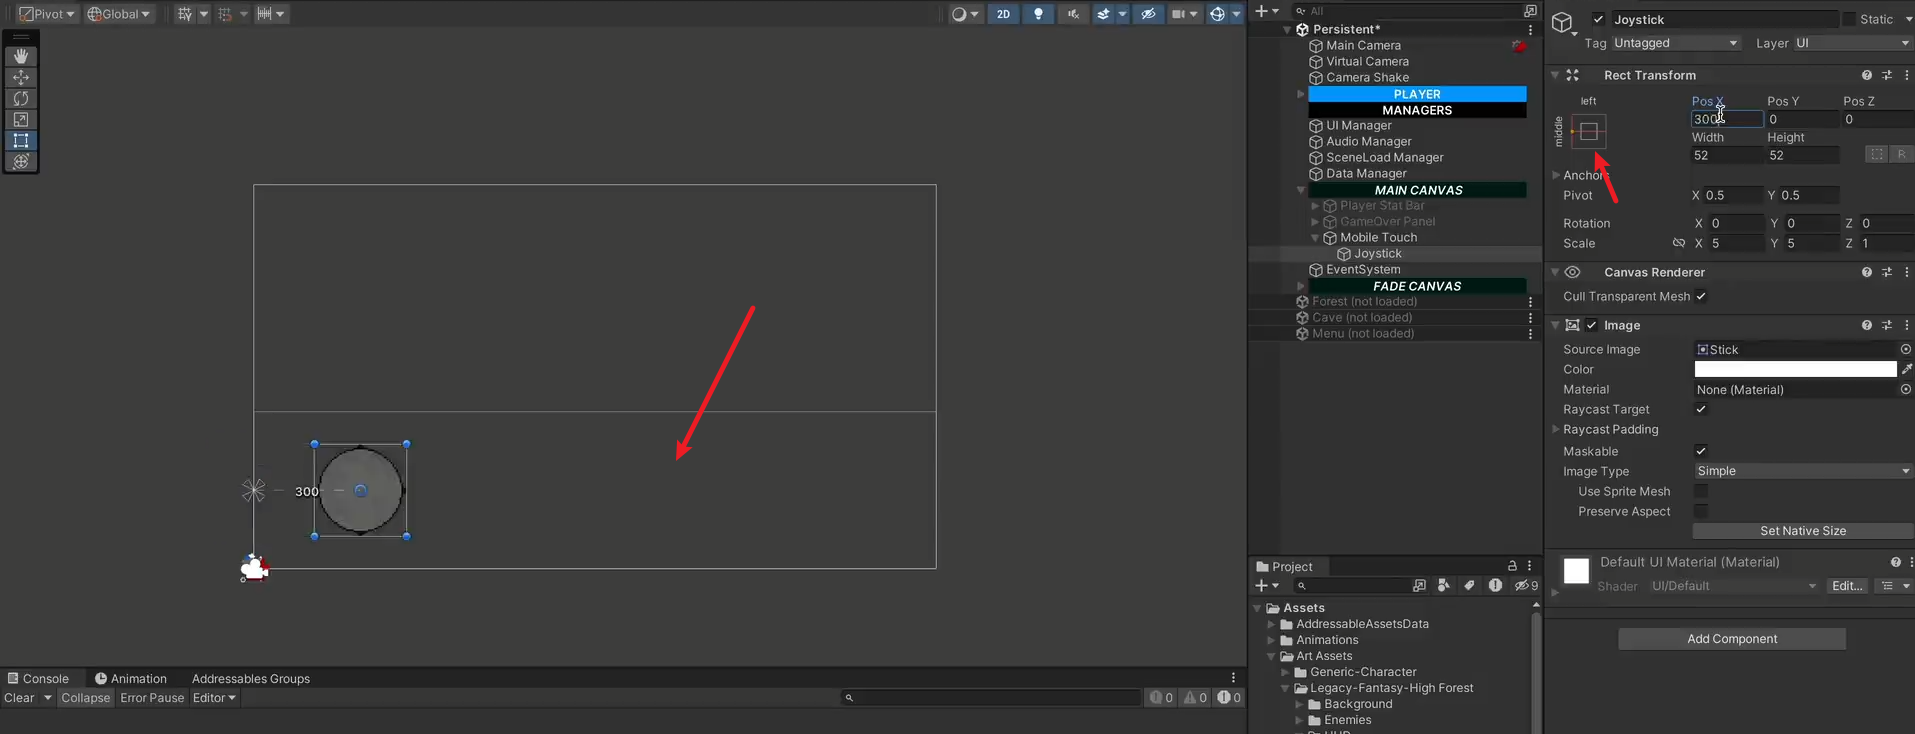 Pivot
Global
2D
300
Console
Animation
Addressables Groups
Clear
Collapse
Error Pause
Editor
0
0
0
All
Persistent*
Main Camera
Virtual Camera
Camera Shake
PLAYER
MANAGERS
UI Manager
Audio Manager
SceneLoad Manager
Data Manager
MAIN CANVAS
Player Stat Bar
GameOver Panel
Mobile Touch
Joystick
EventSystem
FADE CANVAS
Forest (not loaded)
Cave (not loaded)
Menu (not loaded)
Project
9
Assets
AddressableAssetsData
Animations
Art Assets
Generic-Character
Legacy-Fantasy-High Forest
Background
Enemies
Joystick
Static
Tag Untagged
Layer UI
Rect Transform
left
middle
Pos X Pos Y Pos Z
300 0 0
Width Height
52 52
R
Anchors
Pivot X 0.5 Y 0.5
Rotation X 0 Y 0 Z 0
Scale X 5 Y 5 Z 1
Canvas Renderer
Cull Transparent Mesh
Image
Source Image Stick
Color
Material None (Material)
Raycast Target
Raycast Padding
Maskable
Image Type Simple
Use Sprite Mesh
Preserve Aspect
Set Native Size
Default UI Material (Material)
Shader UI/Default Edit...
Add Component